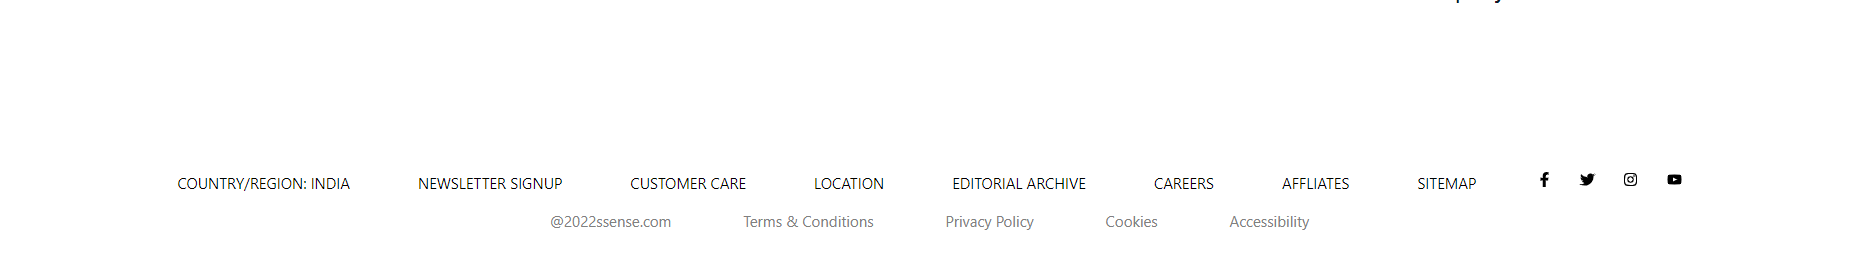 COUNTRY/REGION: INDIA NEWSLETTER SIGNUP CUSTOMER CARE LOCATION EDITORIAL ARCHIVE CAREERS AFFLIATES SITEMAP
@2022ssense.com Terms & Conditions Privacy Policy Cookies Accessibility